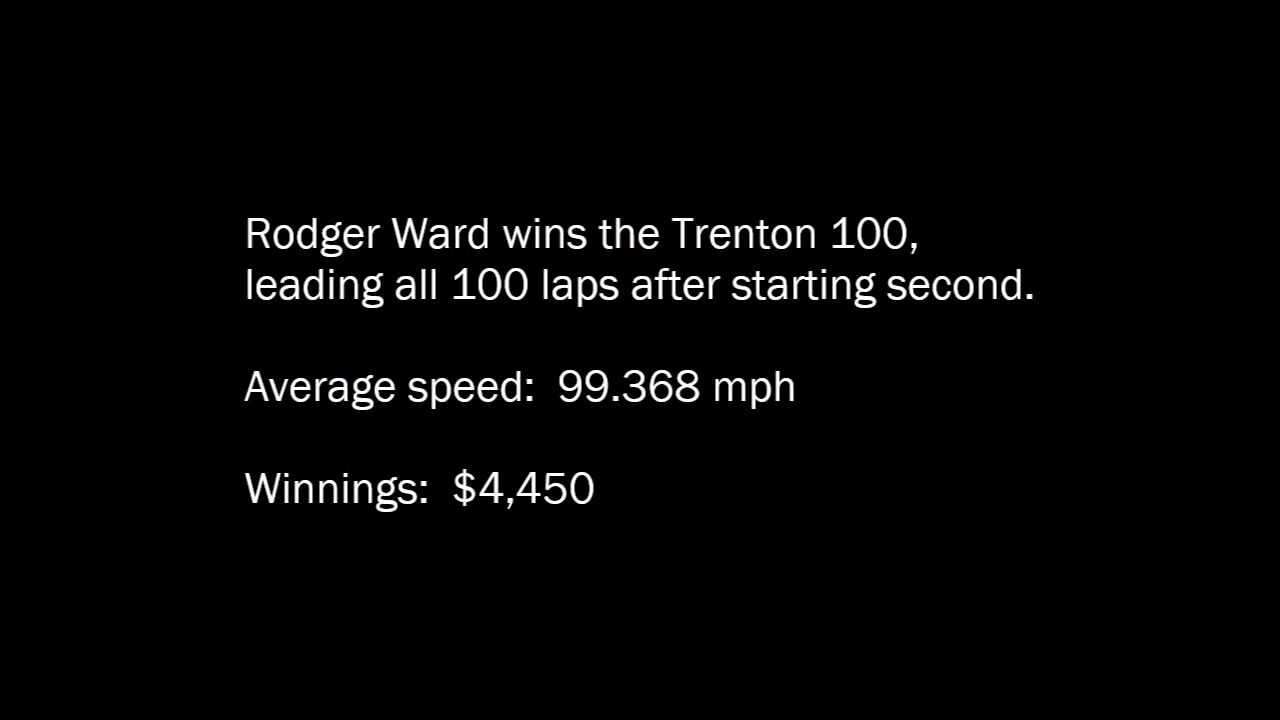 Rodger Ward wins the Trenton 100,
leading all 100 laps after starting second.
Average speed:  99.368 mph
Winnings:  $4,450